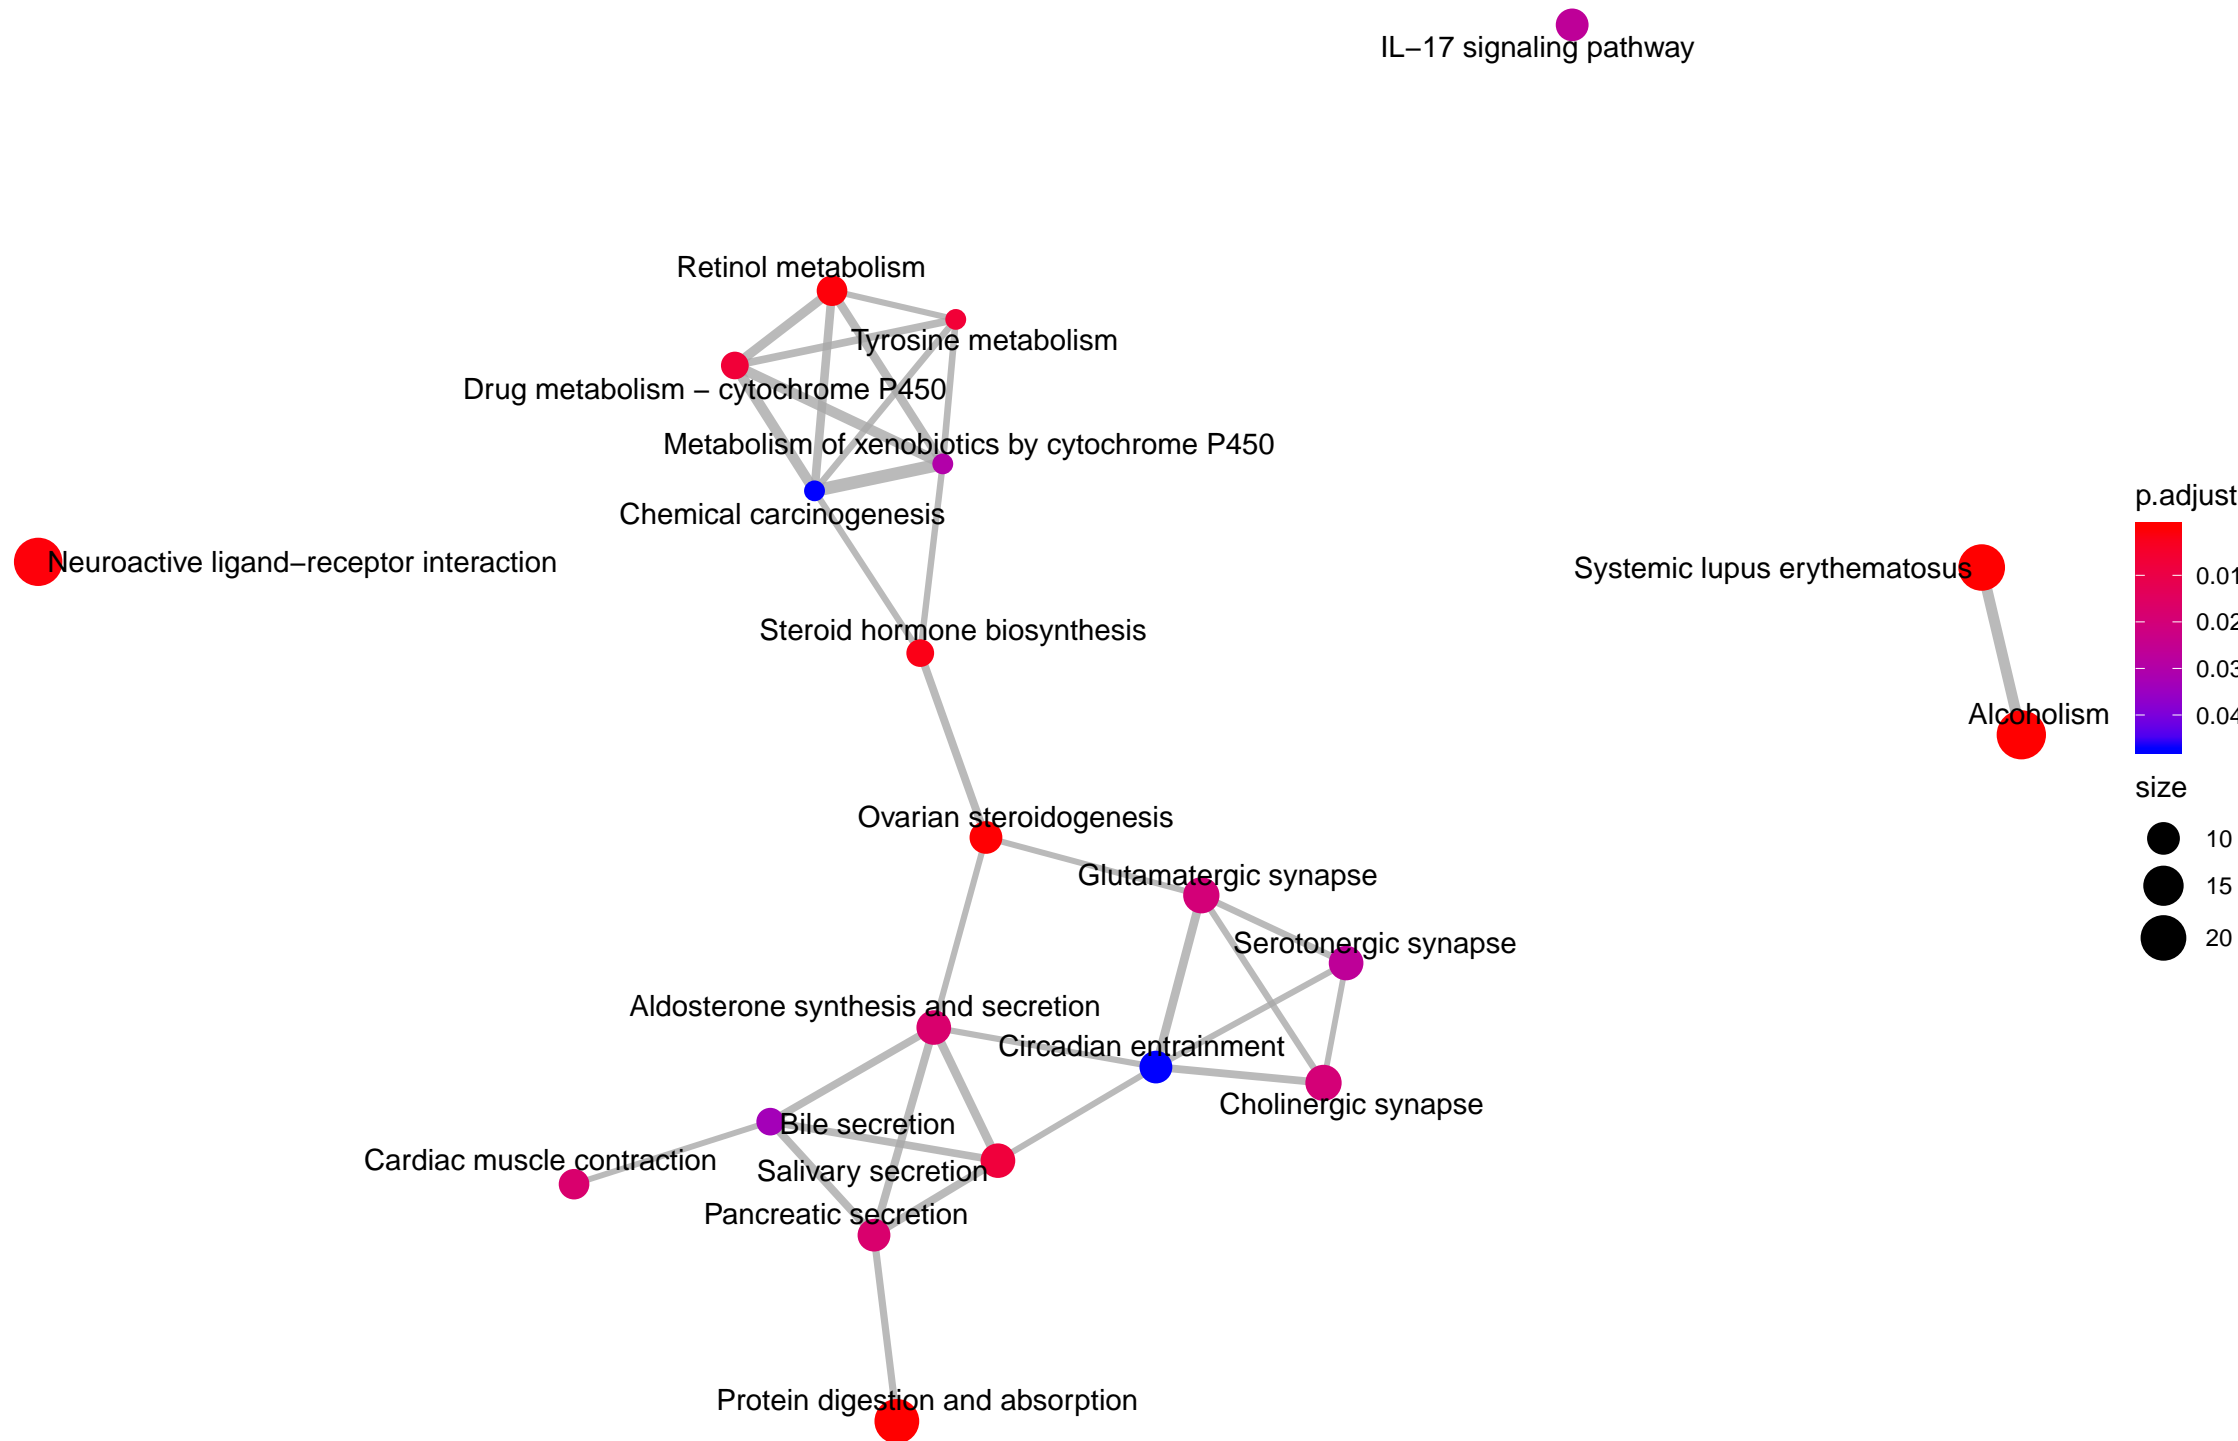 IL−17 signaling pathway
Retinol metabolism
Tyrosine metabolism
Drug metabolism − cytochrome P450
Metabolism of xenobiotics by cytochrome P450
Chemical carcinogenesis
Neuroactive ligand−receptor interaction
Systemic lupus erythematosus
Steroid hormone biosynthesis
Alcoholism
Ovarian steroidogenesis
Glutamatergic synapse
Serotonergic synapse
Aldosterone synthesis and secretion
Circadian entrainment
Cholinergic synapse
Bile secretion
Cardiac muscle contraction
Salivary secretion
Pancreatic secretion
Protein digestion and absorption
p.adjust
0.01
0.02
0.03
0.04
size
10
15
20